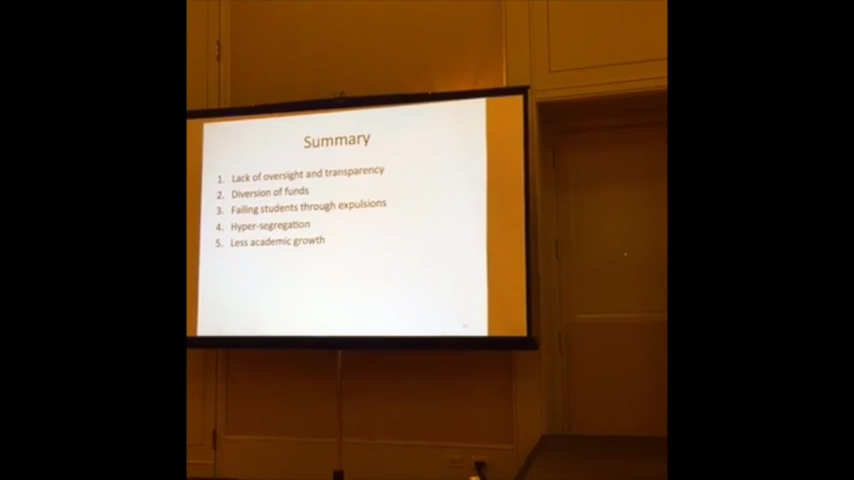 Summary
1. Lack of oversight and transparency
2. Diversion of funds
3. Failing students through expulsions
4. Hyper-segregation
5. Less academic growth